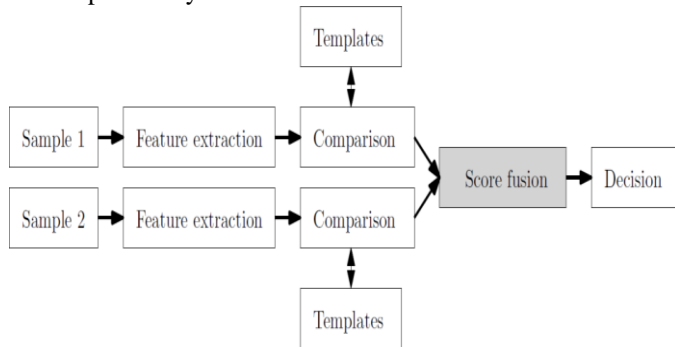 Templates
Sample 1 Feature extraction Comparison
Score fusion Decision
Sample 2 Feature extraction Comparison
Templates